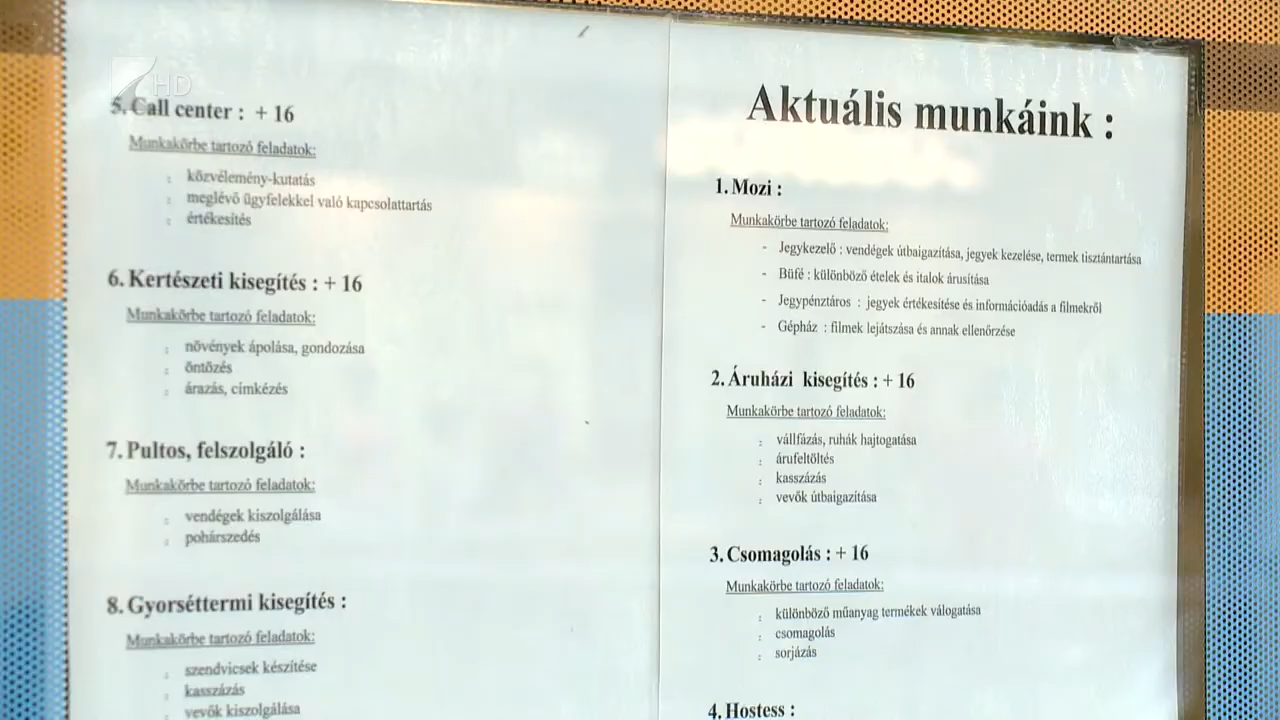 7 HD
5. Call center : + 16
Munkakörbe tartozó feladatok:
közvélemény-kutatás
meglévő ügyfelekkel való kapcsolattartás
értékesítés
6. Kertészeti kisegítés : + 16
Munkakörbe tartozó feladatok:
növények ápolása, gondozása
öntözés
árazás, címkézés
7. Pultos, felszolgáló :
Munkakörbe tartozó feladatok:
vendégek kiszolgálása
pohárszedés
8. Gyorséttermi kisegítés :
Munkakörbe tartozó feladatok:
szendvicsek készítése
kasszázás
vevők kiszolgálása
Aktuális munkáink :
1. Mozi :
Munkakörbe tartozó feladatok:
- Jegykezelő : vendégek útbaigazítása, jegyek kezelése, termek tisztántartása
- Büfé : különböző ételek és italok árusítása
- Jegypénztáros : jegyek értékesítése és információadás a filmekről
- Gépház : filmek lejátszása és annak ellenőrzése
2. Áruházi kisegítés : + 16
Munkakörbe tartozó feladatok:
vállfázás, ruhák hajtogatása
árufeltöltés
kasszázás
vevők útbaigazítása
3. Csomagolás : + 16
Munkakörbe tartozó feladatok:
különböző műanyag termékek válogatása
csomagolás
sorjázás
4. Hostess :